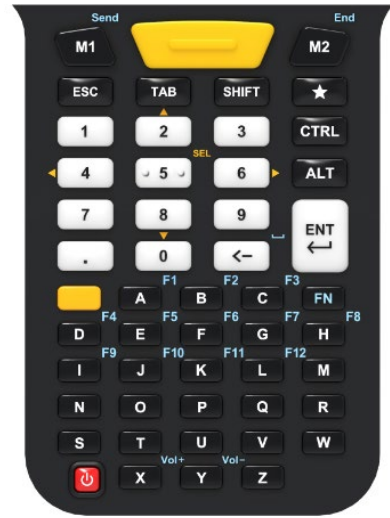 Send End
M1 M2
ESC TAB SHIFT ★
1 2 3 CTRL
SEL
4 5 6 ALT
7 8 9 ENT
. 0 <-
F1 F2 F3
A B C FN
F4 F5 F6 F7 F8
D E F G H
F9 F10 F11 F12
I J K L M
N O P Q R
S T U V W
Vol+ Vol-
X Y Z